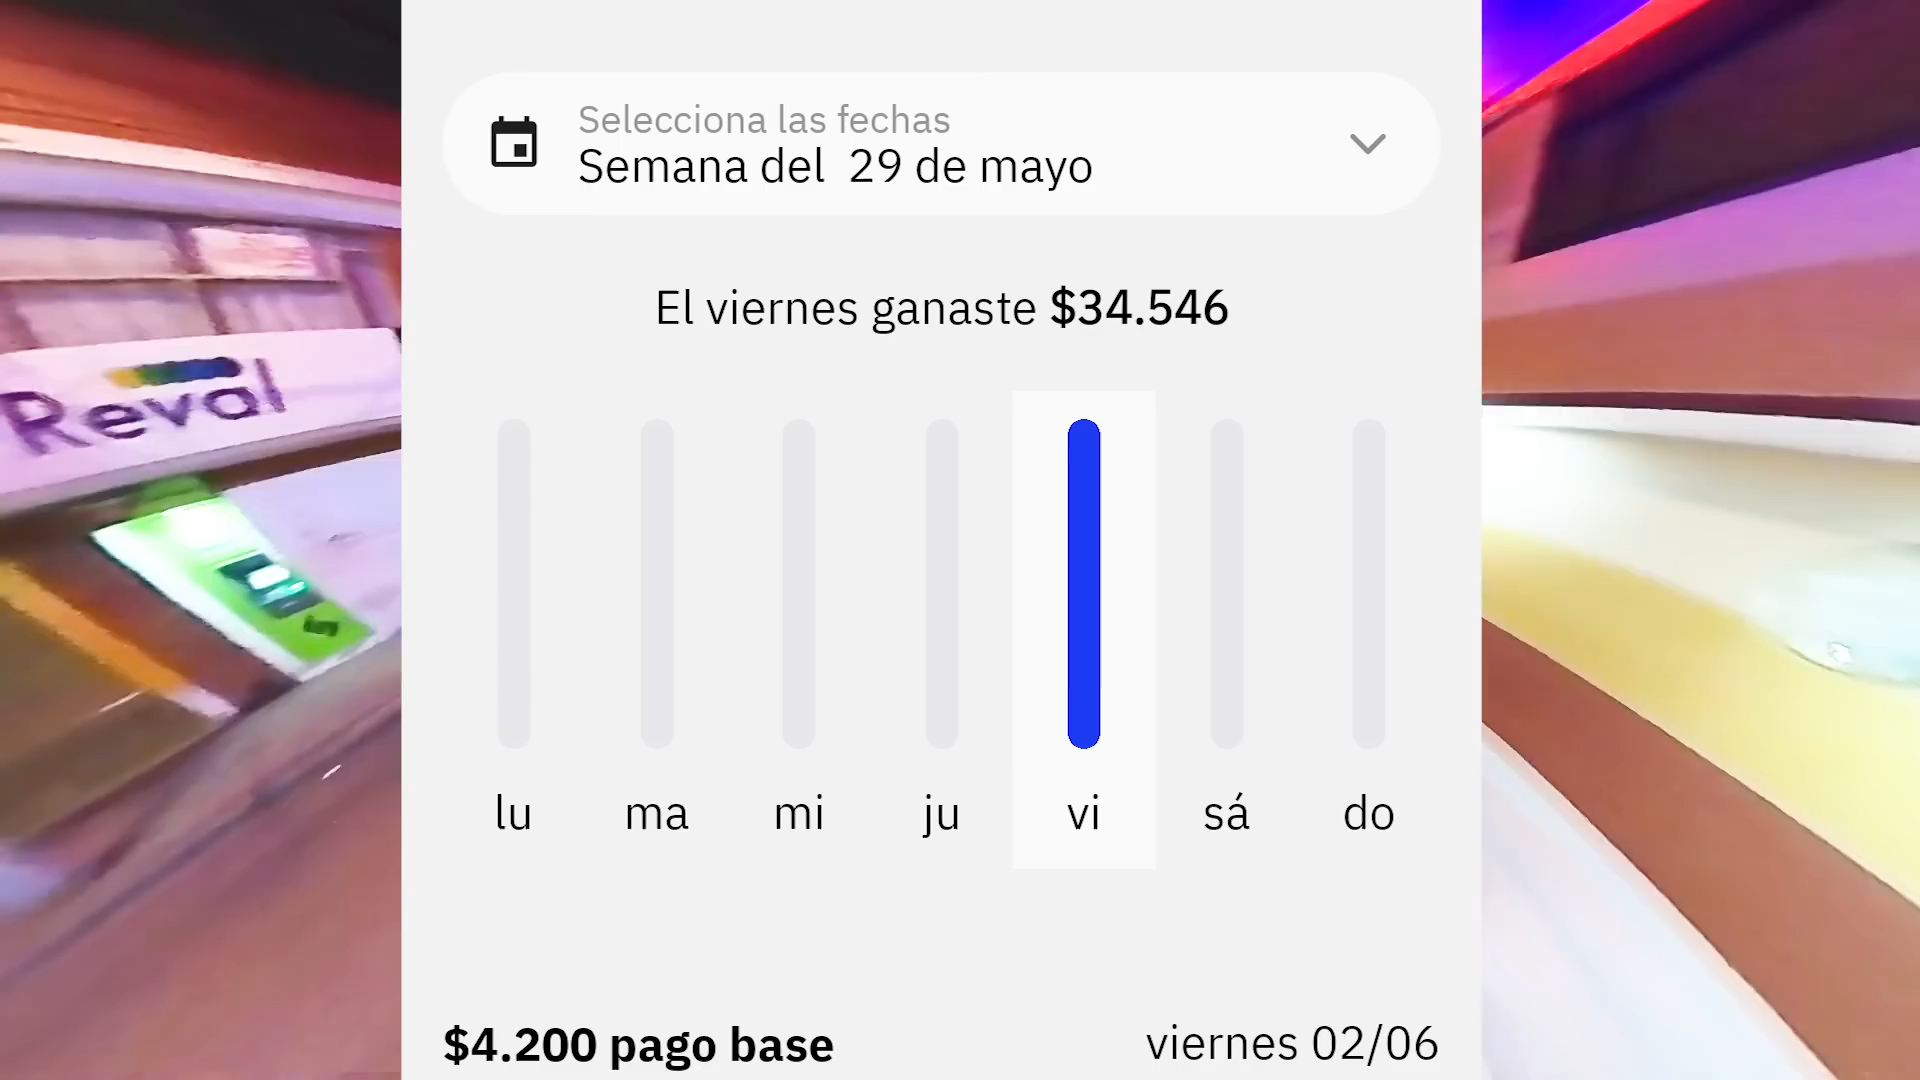 Selecciona las fechas
Semana del 29 de mayo
El viernes ganaste $34.546
Reval
lu ma mi ju vi sá do
$4.200 pago base viernes 02/06